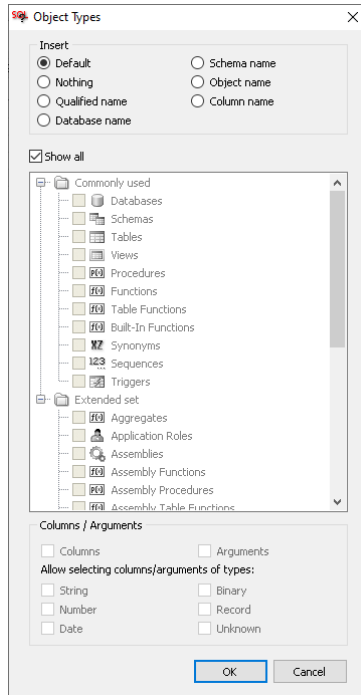 SQL Object Types
Insert
Default
Schema name
Nothing
Object name
Qualified name
Column name
Database name
Show all
Commonly used
Databases
Schemas
Tables
Views
P(•) Procedures
f(•) Functions
f(•) Table Functions
f(•) Built-In Functions
XZ Synonyms
123 Sequences
Triggers
Extended set
f(•) Aggregates
Application Roles
Assemblies
f(•) Assembly Functions
P(•) Assembly Procedures
f(•) Assembly Table Functions
Columns / Arguments
Columns
Arguments
Allow selecting columns/arguments of types:
String
Binary
Number
Record
Date
Unknown
OK
Cancel